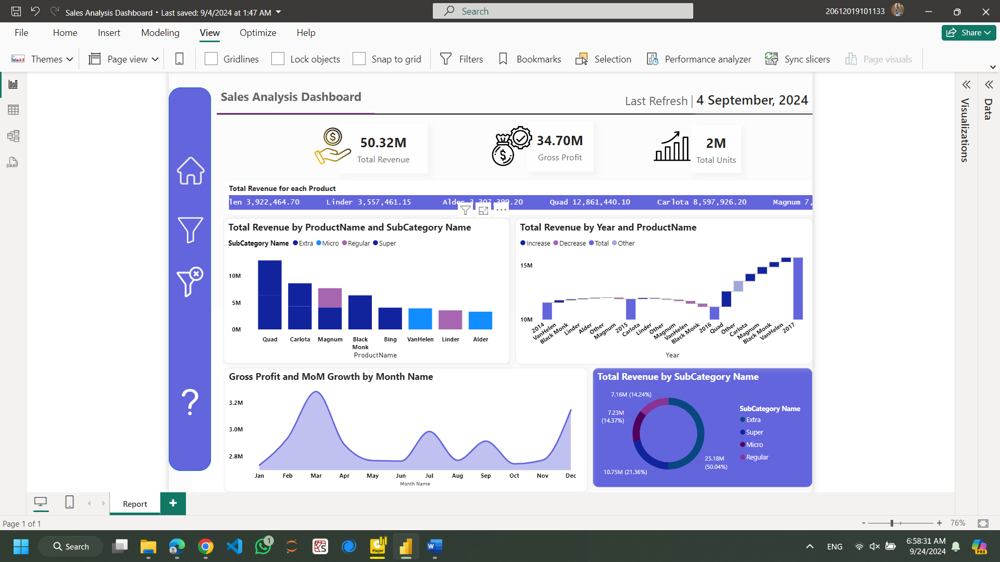 Sales Analysis Dashboard • Last saved: 9/4/2024 at 1:47 AM
Search
20612019101133
File Home Insert Modeling View Optimize Help
Share
Themes Page view Gridlines Lock objects Snap to grid Filters Bookmarks Selection Performance analyzer Sync slicers Page visuals
Sales Analysis Dashboard
Last Refresh | 4 September, 2024
Visualizations
Data
DAX
50.32M
Total Revenue
34.70M
Gross Profit
2M
Total Units
Total Revenue for each Product
len 3,922,464.70 Linder 3,557,461.15 Alder 3,307,399.20 Quad 12,861,440.10 Carlota 8,597,926.20 Magnum 7,
Total Revenue by ProductName and SubCategory Name
SubCategory Name Extra Micro Regular Super
10M
5M
0M
Quad Carlota Magnum Black Monk Bing VanHelen Linder Alder
ProductName
Total Revenue by Year and ProductName
Increase Decrease Total Other
15M
10M
2014 VanHelen Black Monk Linder Alder Other Magnum 2015 Carlota Linder Other Magnum VanHelen Black Monk 2016 Quad Other Carlota Magnum Black Monk VanHelen 2017
Year
Gross Profit and MoM Growth by Month Name
3.2M
3.0M
2.8M
Jan Feb Mar Apr May Jun Jul Aug Sep Oct Nov Dec
Month Name
Total Revenue by SubCategory Name
7.16M (14.24%)
7.23M
(14.37%)
10.75M (21.36%)
25.18M
(50.04%)
SubCategory Name
Extra
Super
Micro
Regular
Report
Page 1 of 1
- + 76%
Search
1
Player
ENG
6:58:31 AM
9/24/2024
PRE